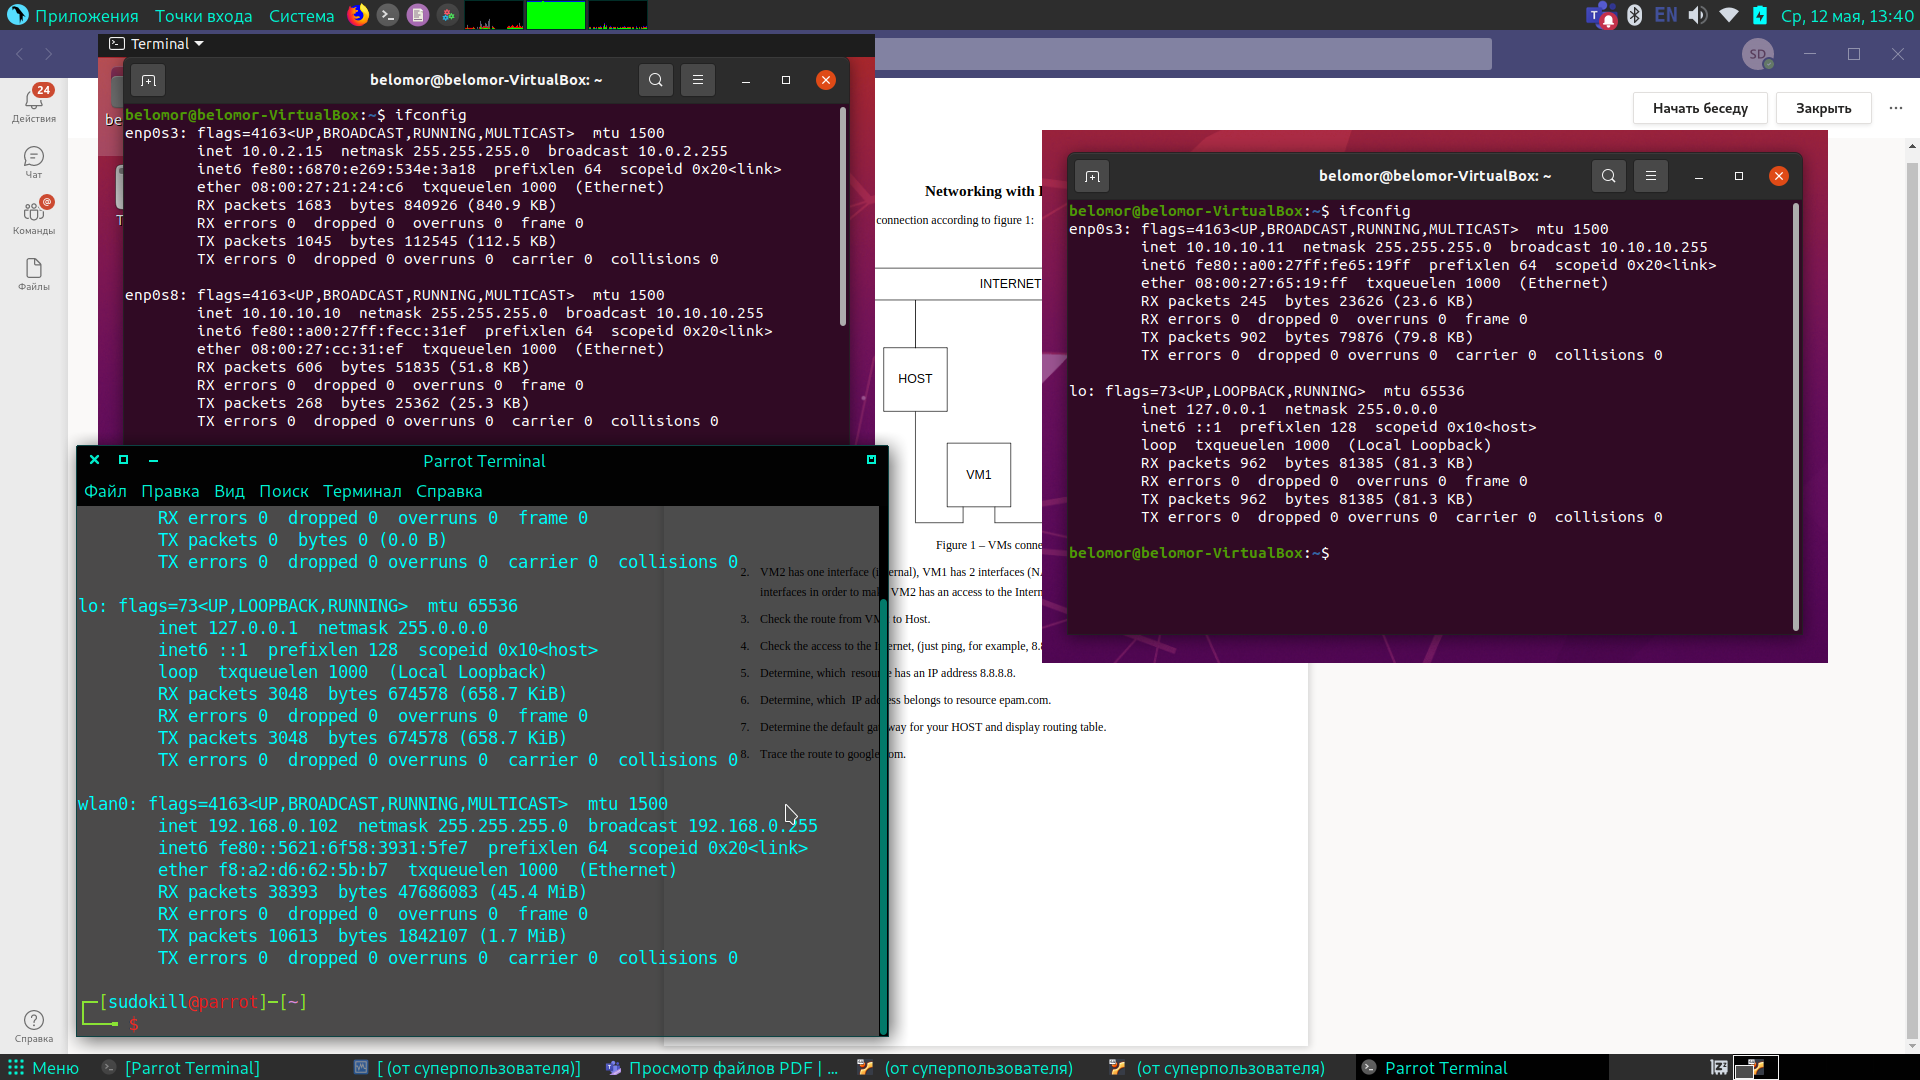 Приложения Точки входа Система
EN
Ср, 12 мая, 13:40
Terminal
SD
24
Действия
Чат
@
Команды
Файлы
Справка
Начать беседу Закрыть ...
belomor@belomor-VirtualBox: ~
belomor@belomor-VirtualBox:~$ ifconfig
enp0s3: flags=4163<UP,BROADCAST,RUNNING,MULTICAST>  mtu 1500
inet 10.0.2.15  netmask 255.255.255.0  broadcast 10.0.2.255
inet6 fe80::6870:e269:534e:3a18  prefixlen 64  scopeid 0x20<link>
ether 08:00:27:21:24:c6  txqueuelen 1000  (Ethernet)
RX packets 1683  bytes 840926 (840.9 KB)
RX errors 0  dropped 0  overruns 0  frame 0
TX packets 1045  bytes 112545 (112.5 KB)
TX errors 0  dropped 0 overruns 0  carrier 0  collisions 0
enp0s8: flags=4163<UP,BROADCAST,RUNNING,MULTICAST>  mtu 1500
inet 10.10.10.10  netmask 255.255.255.0  broadcast 10.10.10.255
inet6 fe80::a00:27ff:fecc:31ef  prefixlen 64  scopeid 0x20<link>
ether 08:00:27:cc:31:ef  txqueuelen 1000  (Ethernet)
RX packets 606  bytes 51835 (51.8 KB)
RX errors 0  dropped 0  overruns 0  frame 0
TX packets 268  bytes 25362 (25.3 KB)
TX errors 0  dropped 0 overruns 0  carrier 0  collisions 0
Networking with
connection according to figure 1:
INTERNET
HOST
VM1
Figure 1 – VMs conne
2. VM2 has one interface (internal), VM1 has 2 interfaces (N
interfaces in order to mak VM2 has an access to the Intern
3. Check the route from VM to Host.
4. Check the access to the Internet, (just ping, for example, 8.
5. Determine, which resource has an IP address 8.8.8.8.
6. Determine, which IP address belongs to resource epam.com.
7. Determine the default gateway for your HOST and display routing table.
8. Trace the route to google.com.
belomor@belomor-VirtualBox: ~
belomor@belomor-VirtualBox:~$ ifconfig
enp0s3: flags=4163<UP,BROADCAST,RUNNING,MULTICAST>  mtu 1500
inet 10.10.10.11  netmask 255.255.255.0  broadcast 10.10.10.255
inet6 fe80::a00:27ff:fe65:19ff  prefixlen 64  scopeid 0x20<link>
ether 08:00:27:65:19:ff  txqueuelen 1000  (Ethernet)
RX packets 245  bytes 23626 (23.6 KB)
RX errors 0  dropped 0  overruns 0  frame 0
TX packets 902  bytes 79876 (79.8 KB)
TX errors 0  dropped 0 overruns 0  carrier 0  collisions 0
lo: flags=73<UP,LOOPBACK,RUNNING>  mtu 65536
inet 127.0.0.1  netmask 255.0.0.0
inet6 ::1  prefixlen 128  scopeid 0x10<host>
loop  txqueuelen 1000  (Local Loopback)
RX packets 962  bytes 81385 (81.3 KB)
RX errors 0  dropped 0  overruns 0  frame 0
TX packets 962  bytes 81385 (81.3 KB)
TX errors 0  dropped 0 overruns 0  carrier 0  collisions 0
belomor@belomor-VirtualBox:~$
Parrot Terminal
Файл Правка Вид Поиск Терминал Справка
RX errors 0  dropped 0  overruns 0  frame 0
TX packets 0  bytes 0 (0.0 B)
TX errors 0  dropped 0 overruns 0  carrier 0  collisions 0
lo: flags=73<UP,LOOPBACK,RUNNING>  mtu 65536
inet 127.0.0.1  netmask 255.0.0.0
inet6 ::1  prefixlen 128  scopeid 0x10<host>
loop  txqueuelen 1000  (Local Loopback)
RX packets 3048  bytes 674578 (658.7 KiB)
RX errors 0  dropped 0  overruns 0  frame 0
TX packets 3048  bytes 674578 (658.7 KiB)
TX errors 0  dropped 0 overruns 0  carrier 0  collisions 0
wlan0: flags=4163<UP,BROADCAST,RUNNING,MULTICAST>  mtu 1500
inet 192.168.0.102  netmask 255.255.255.0  broadcast 192.168.0.255
inet6 fe80::5621:6f58:3931:5fe7  prefixlen 64  scopeid 0x20<link>
ether f8:a2:d6:62:5b:b7  txqueuelen 1000  (Ethernet)
RX packets 38393  bytes 47686083 (45.4 MiB)
RX errors 0  dropped 0  overruns 0  frame 0
TX packets 10613  bytes 1842107 (1.7 MiB)
TX errors 0  dropped 0 overruns 0  carrier 0  collisions 0
┌─[sudokill@parrot]─[~]
└──╼ $
Меню [Parrot Terminal] [ (от суперпользователя)] Просмотр файлов PDF | ... (от суперпользователя) (от суперпользователя) Parrot Terminal